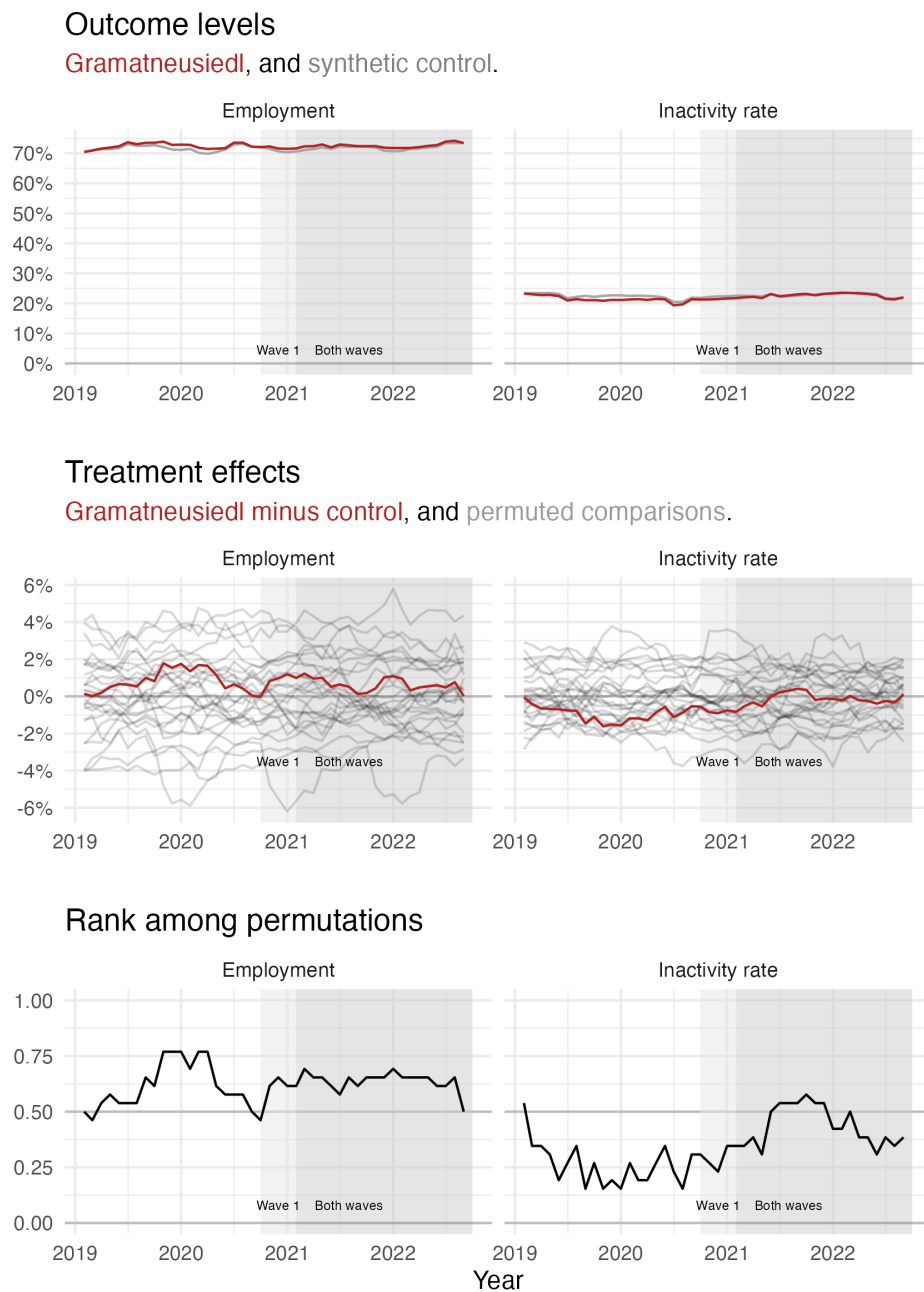 Outcome levels
Gramatneusiedl, and synthetic control.
Employment
Inactivity rate
70%
60%
50%
40%
30%
20%
10%
0%
Wave 1 Both waves
Wave 1 Both waves
2019 2020 2021 2022
2019 2020 2021 2022
Treatment effects
Gramatneusiedl minus control, and permuted comparisons.
Employment
Inactivity rate
6%
4%
2%
0%
-2%
-4%
-6%
Wave 1 Both waves
Wave 1 Both waves
2019 2020 2021 2022
2019 2020 2021 2022
Rank among permutations
Employment
Inactivity rate
1.00
0.75
0.50
0.25
0.00
Wave 1 Both waves
Wave 1 Both waves
2019 2020 2021 2022
2019 2020 2021 2022
Year